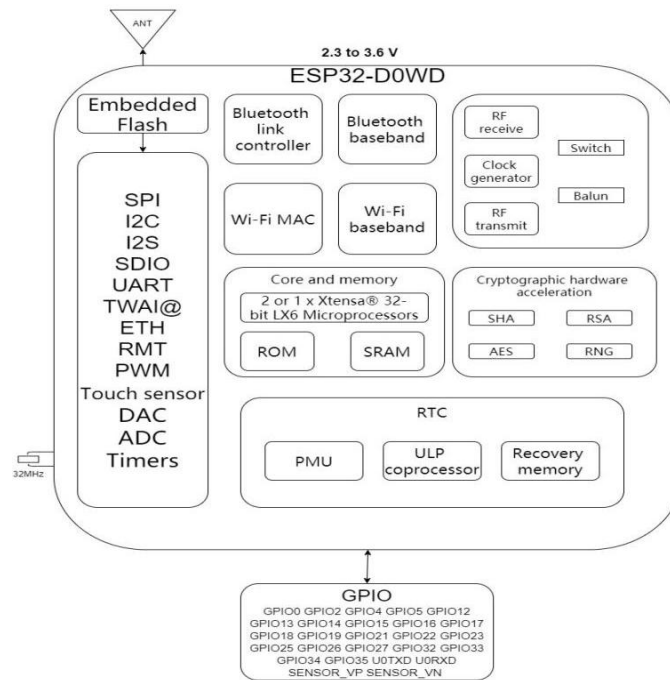 ANT
2.3 to 3.6 V
ESP32-D0WD
Embedded
Flash
SPI
I2C
I2S
SDIO
UART
TWAI@
ETH
RMT
PWM
Touch sensor
DAC
ADC
Timers
32MHz
Bluetooth
link
controller
Bluetooth
baseband
Wi-Fi MAC
Wi-Fi
baseband
RF
receive
Clock
generator
RF
transmit
Switch
Balun
Core and memory
2 or 1 x Xtensa® 32-
bit LX6 Microprocessors
ROM
SRAM
Cryptographic hardware
acceleration
SHA
RSA
AES
RNG
RTC
PMU
ULP
coprocessor
Recovery
memory
GPIO
GPIO0 GPIO2 GPIO4 GPIO5 GPIO12
GPIO13 GPIO14 GPIO15 GPIO16 GPIO17
GPIO18 GPIO19 GPIO21 GPIO22 GPIO23
GPIO25 GPIO26 GPIO27 GPIO32 GPIO33
GPIO34 GPIO35 U0TXD U0RXD
SENSOR_VP SENSOR_VN